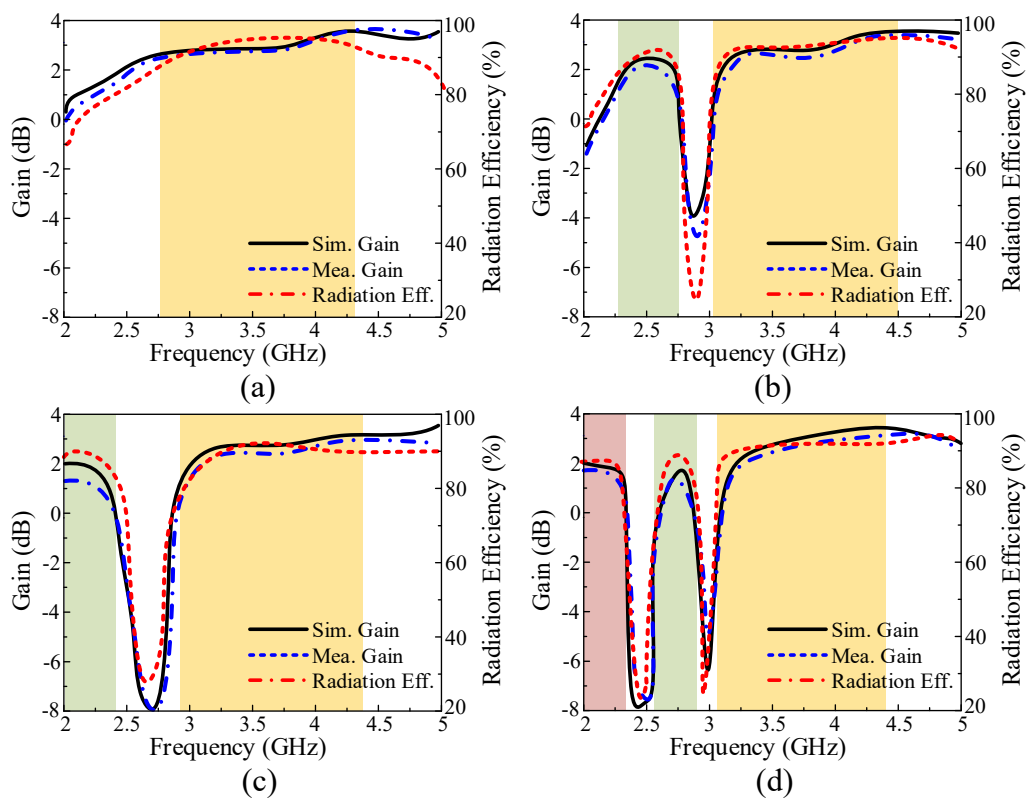 4
2
0
-2
-4
-6
-8
Gain (dB)
100
80
60
40
20
Radiation Efficiency (%)
Sim. Gain
Mea. Gain
Radiation Eff.
2 2.5 3 3.5 4 4.5 5
Frequency (GHz)
(a)
4
2
0
-2
-4
-6
-8
Gain (dB)
100
80
60
40
20
Radiation Efficiency (%)
Sim. Gain
Mea. Gain
Radiation Eff.
2 2.5 3 3.5 4 4.5 5
Frequency (GHz)
(b)
4
2
0
-2
-4
-6
-8
Gain (dB)
100
80
60
40
20
Radiation Efficiency (%)
Sim. Gain
Mea. Gain
Radiation Eff.
2 2.5 3 3.5 4 4.5 5
Frequency (GHz)
(c)
4
2
0
-2
-4
-6
-8
Gain (dB)
100
80
60
40
20
Radiation Efficiency (%)
Sim. Gain
Mea. Gain
Radiation Eff.
2 2.5 3 3.5 4 4.5 5
Frequency (GHz)
(d)